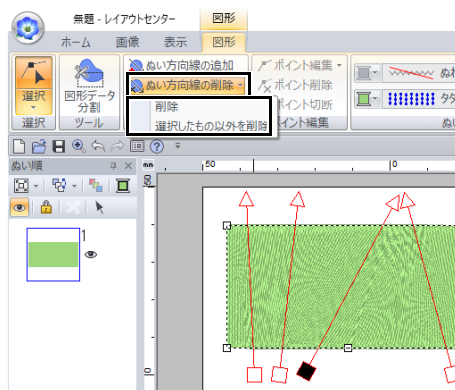 無題 - レイアウトセンター 図形
ホーム 画像 表示 図形
選択
選択
図形データ
分割
ツール
ぬい方向線の追加
ぬい方向線の削除
削除
選択したもの以外を削除
ポイント編集
ポイント削除
ポイント切断
イント編集
ぬい順
mm
50
0
1